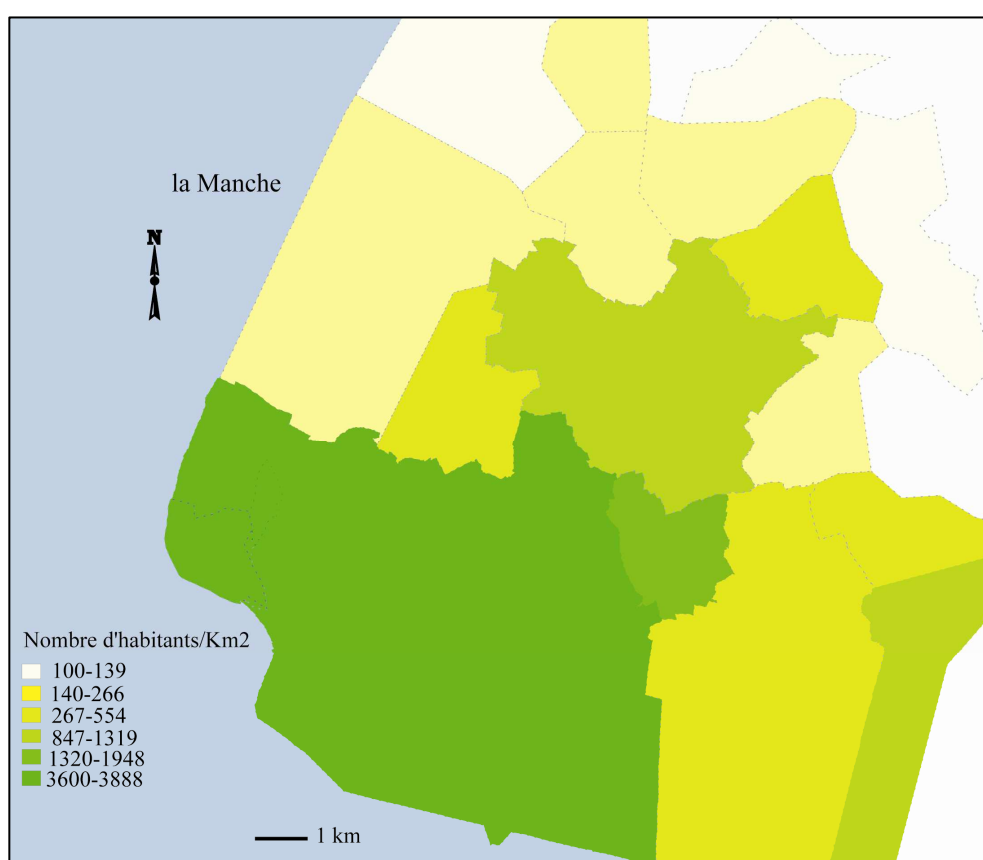 la Manche
N
Nombre d'habitants/Km2
100-139
140-266
267-554
847-1319
1320-1948
3600-3888
1 km